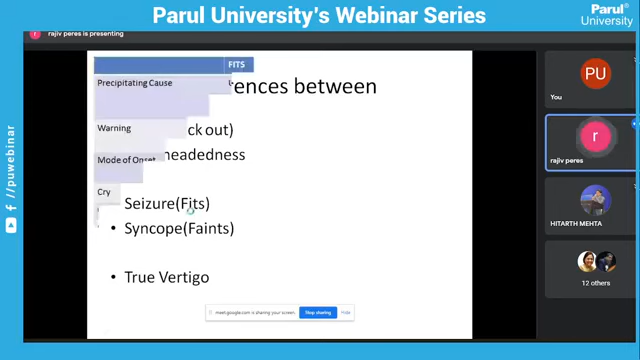 Parul University's Webinar Series
Parul®
University
rajiv peres is presenting
FITS
Precipitating Cause
rences between
Warning
ck out)
Mode of Onset
headedness
Cry
Seizure(Fits)
• Syncope(Faints)
• True Vertigo
meet.google.com is sharing your screen.
Stop sharing
Hide
PU
You
r
rajiv peres
HITARTH MEHTA
12 others
/puwebinar